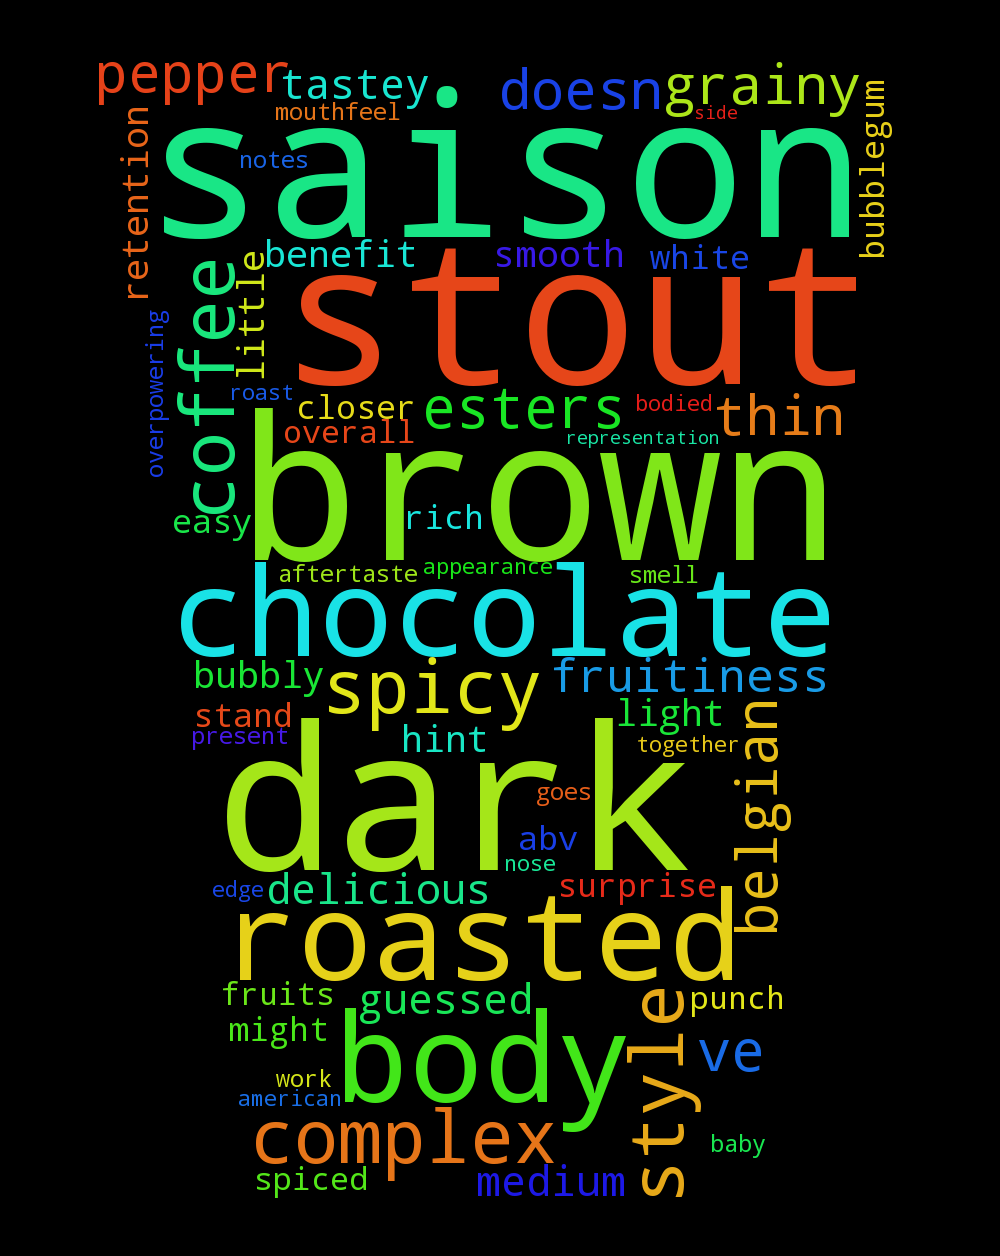 pepper
tastey
doesn
grainy
mouthfeel
side
saison
retention
notes
bubblegum
benefit
smooth
white
stout
coffee
little
overpowering
roast
closer
esters
bodied
thin
overall
representation
brown
easy
rich
aftertaste
appearance
smell
chocolate
bubbly
spicy
fruitiness
stand
light
present
hint
together
belgian
dark
goes
abv
nose
edge
delicious
surprise
roasted
fruits
guessed
style
punch
might
body
ve
work
american
complex
baby
spiced
medium